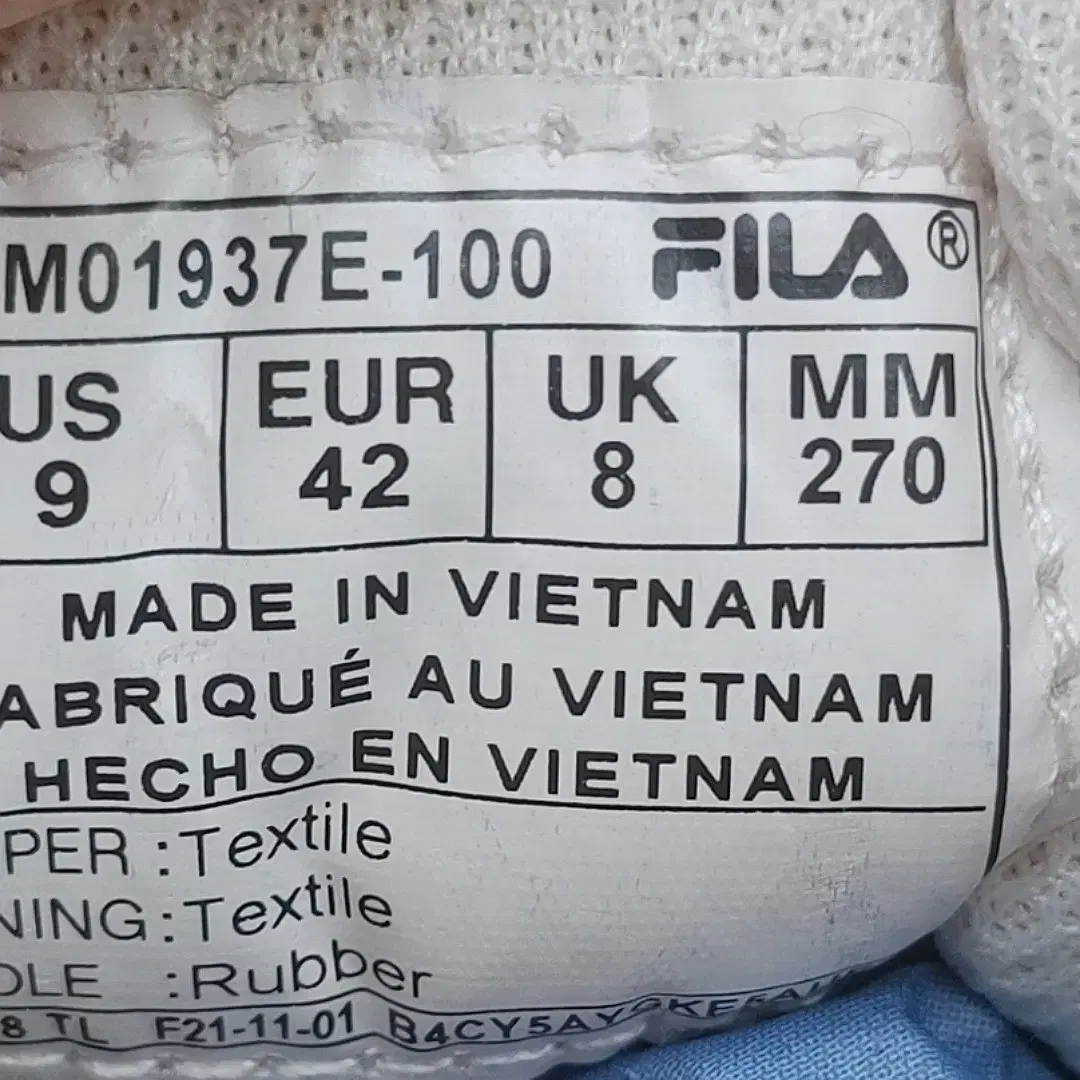 M01937E-100 FILA®
US EUR UK MM
9 42 8 270
MADE IN VIETNAM
ABRIQUÉ AU VIETNAM
HECHO EN VIETNAM
PER :Textile
NING:Textile
OLE :Rubber
8 TL F21-11-01